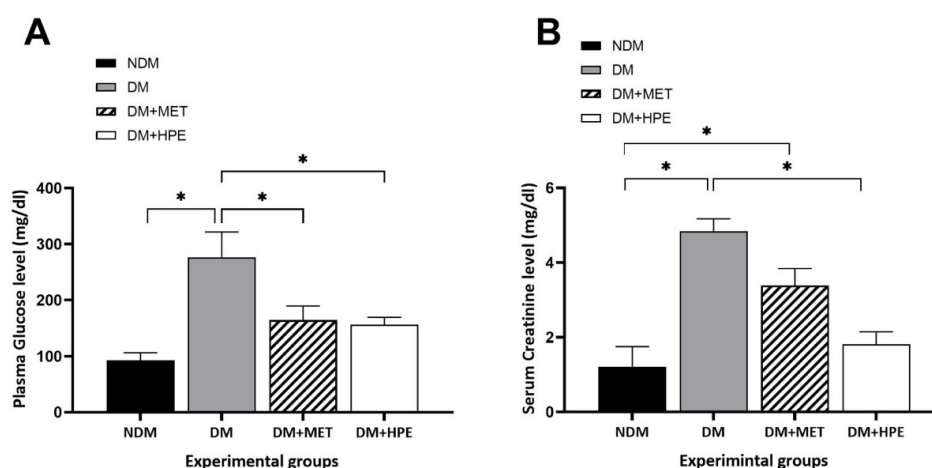 A
NDM
DM
DM+MET
DM+HPE
*
* *
Plasma Glucose level (mg/dl)
400
300
200
100
0
NDM DM DM+MET DM+HPE
Experimental groups
B
NDM
DM
DM+MET
DM+HPE
*
* *
Serum Creatinine level (mg/dl)
6
4
2
0
NDM DM DM+MET DM+HPE
Experimintal groups